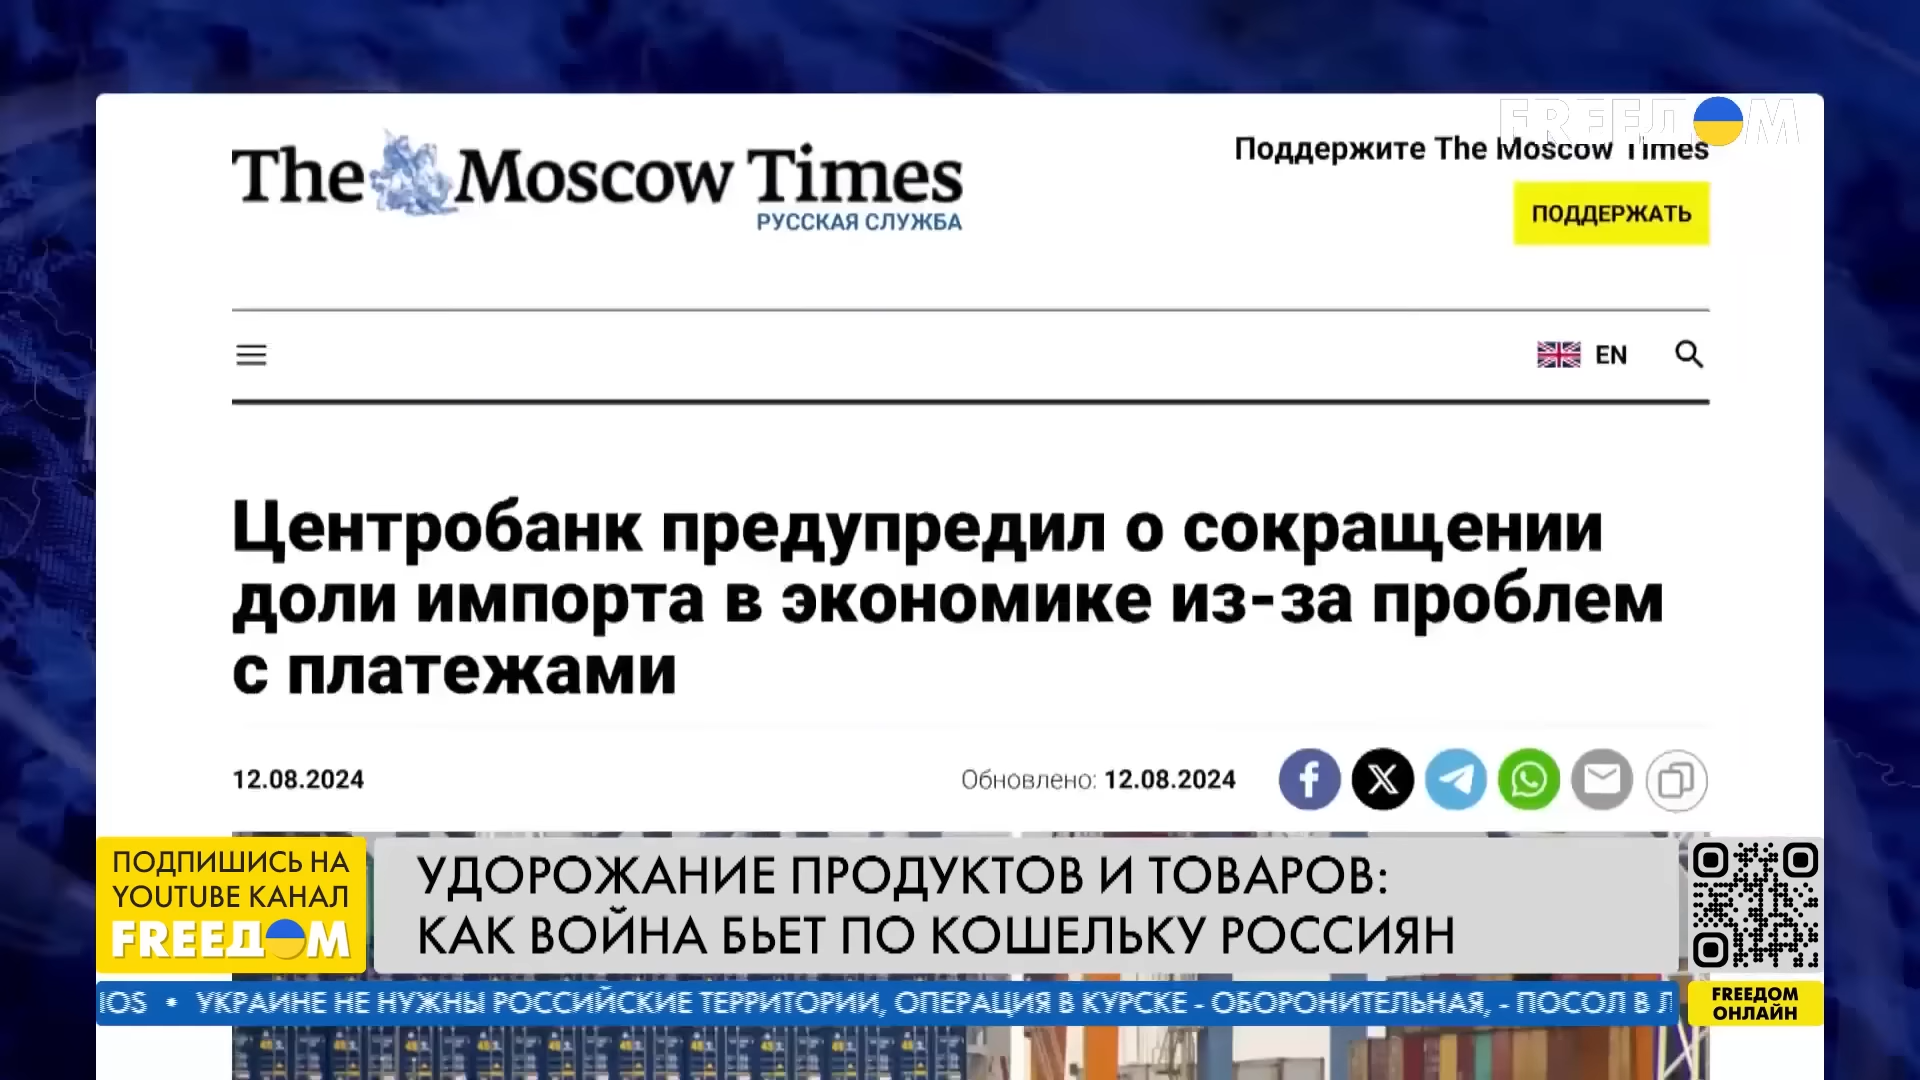 FREEДOM
The Moscow Times
РУССКАЯ СЛУЖБА
Поддержите The Moscow Times
ПОДДЕРЖАТЬ
EN
Центробанк предупредил о сокращении
доли импорта в экономике из-за проблем
с платежами
12.08.2024
Обновлено: 12.08.2024
ПОДПИШИСЬ НА
YOUTUBE КАНАЛ
FREEДOM
УДОРОЖАНИЕ ПРОДУКТОВ И ТОВАРОВ:
КАК ВОЙНА БЬЕТ ПО КОШЕЛЬКУ РОССИЯН
IOS • УКРАИНЕ НЕ НУЖНЫ РОССИЙСКИЕ ТЕРРИТОРИИ, ОПЕРАЦИЯ В КУРСКЕ - ОБОРОНИТЕЛЬНАЯ, - ПОСОЛ В Л
FREEДОМ
ОНЛАЙН